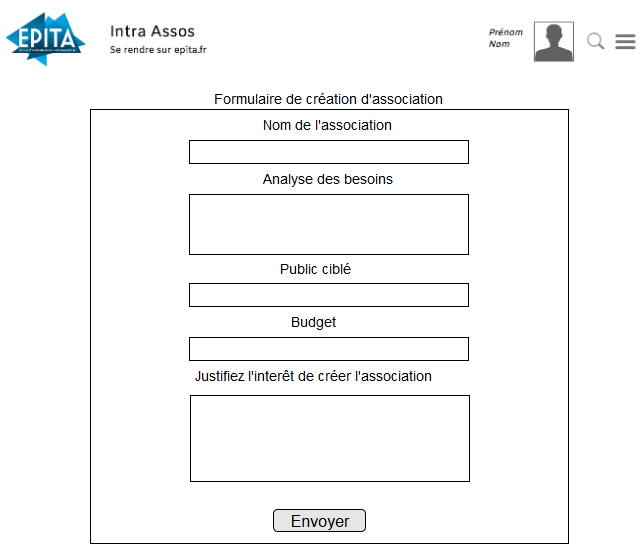 EPITA
Intra Assos
Se rendre sur epita.fr
Prénom
Nom
Formulaire de création d'association
Nom de l'association
Analyse des besoins
Public ciblé
Budget
Justifiez l'interêt de créer l'association
Envoyer